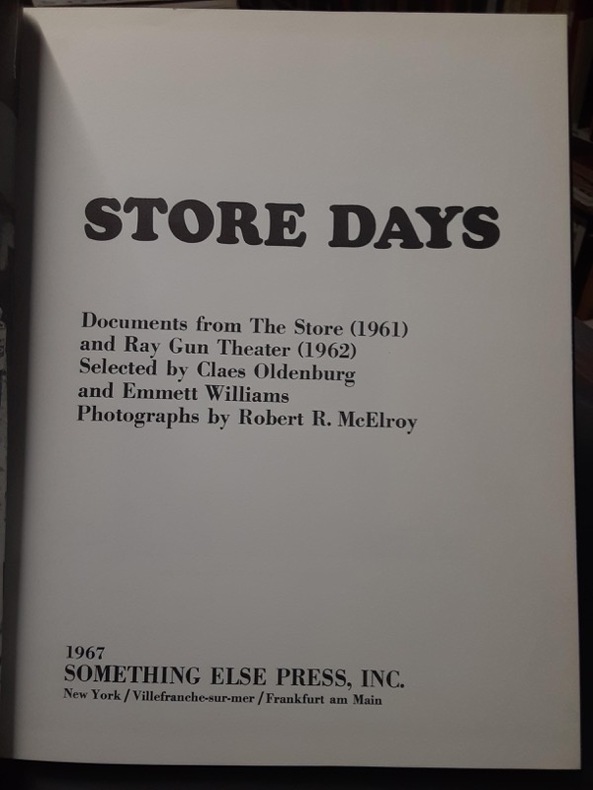 STORE DAYS
Documents from The Store (1961)
and Ray Gun Theater (1962)
Selected by Claes Oldenburg
and Emmett Williams
Photographs by Robert R. McElroy
1967
SOMETHING ELSE PRESS, INC.
New York / Villefranche-sur-mer / Frankfurt am Main